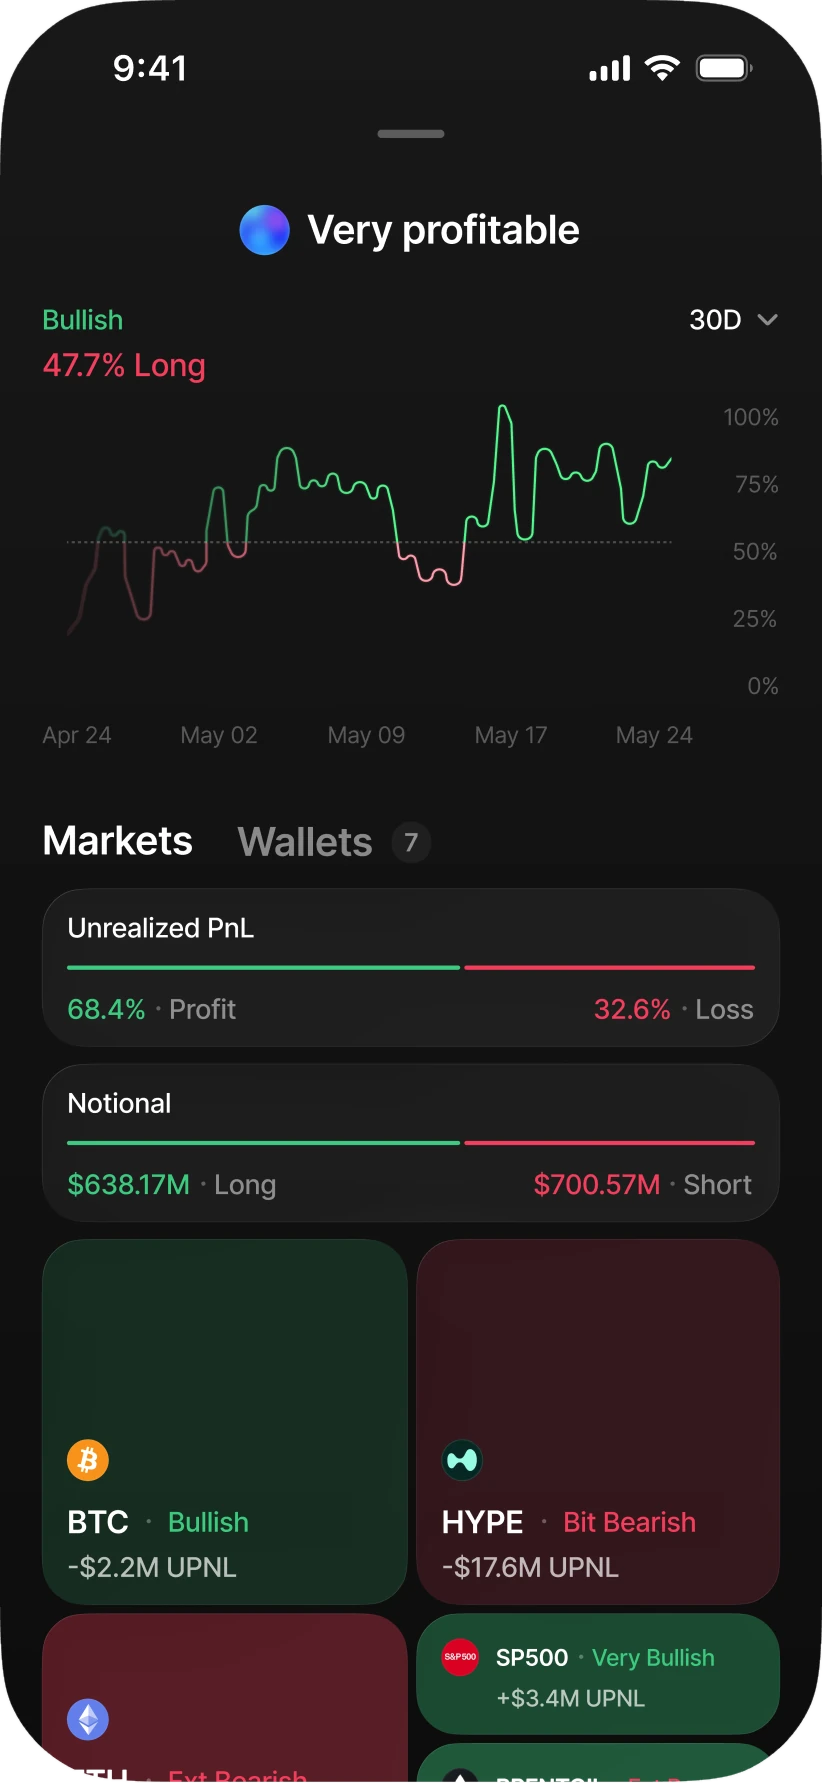 9:41
Very profitable
Bullish
30D
47.7% Long
100%
75%
50%
25%
0%
Apr 24 May 02 May 09 May 17 May 24
Markets Wallets 7
Unrealized PnL
68.4% · Profit 32.6% · Loss
Notional
$638.17M · Long $700.57M · Short
BTC · Bullish
-$2.2M UPNL
HYPE · Bit Bearish
-$17.6M UPNL
S&P500
SP500 · Very Bullish
+$3.4M UPNL
ETH · Ext Bearish